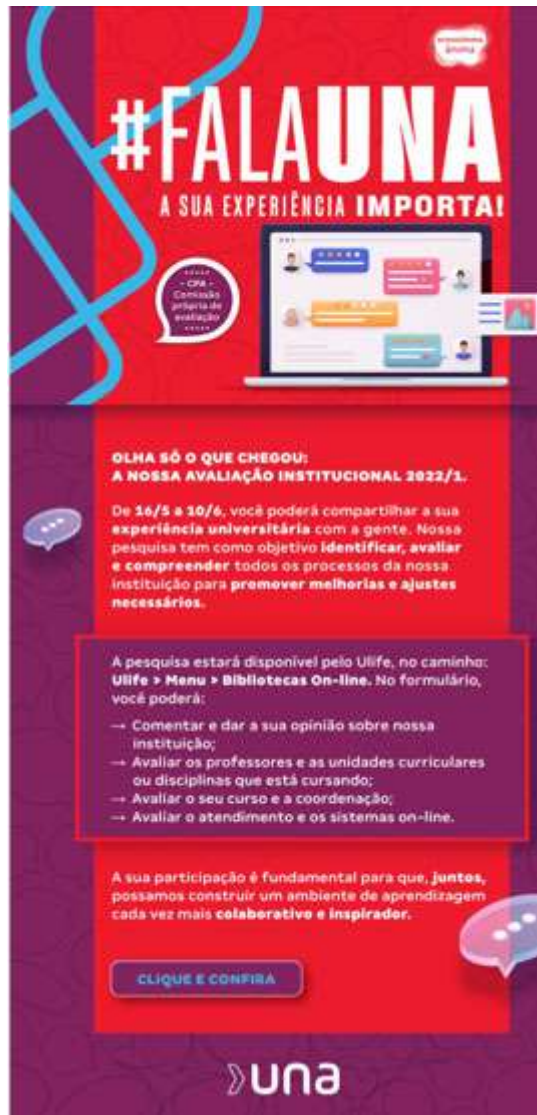 ecossistema
ânima
#FALAUNA
A SUA EXPERIÊNCIA IMPORTA!
- CPA -
Comissão
própria de
avaliação
OLHA SÓ O QUE CHEGOU:
A NOSSA AVALIAÇÃO INSTITUCIONAL 2022/1.
De 16/5 a 10/6, você poderá compartilhar a sua
experiência universitária com a gente. Nossa
pesquisa tem como objetivo identificar, avaliar
e compreender todos os processos da nossa
instituição para promover melhorias e ajustes
necessários.
A pesquisa estará disponível pelo Ulife, no caminho:
Ulife > Menu > Bibliotecas On-line. No formulário,
você poderá:
→ Comentar e dar a sua opinião sobre nossa
instituição;
→ Avaliar os professores e as unidades curriculares
ou disciplinas que está cursando;
→ Avaliar o seu curso e a coordenação;
→ Avaliar o atendimento e os sistemas on-line.
A sua participação é fundamental para que, juntos,
possamos construir um ambiente de aprendizagem
cada vez mais colaborativo e inspirador.
CLIQUE E CONFIRA
una